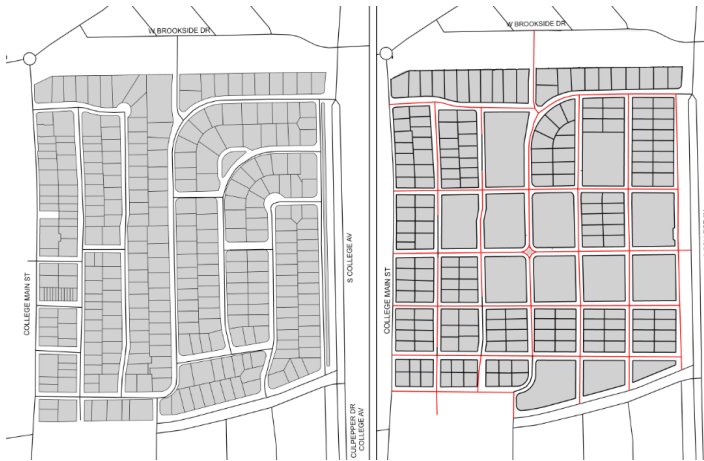 W BROOKSIDE DR
COLLEGE MAIN ST
S COLLEGE AV
CULPEPPER DR
COLLEGE AV
W BROOKSIDE DR
COLLEGE MAIN ST